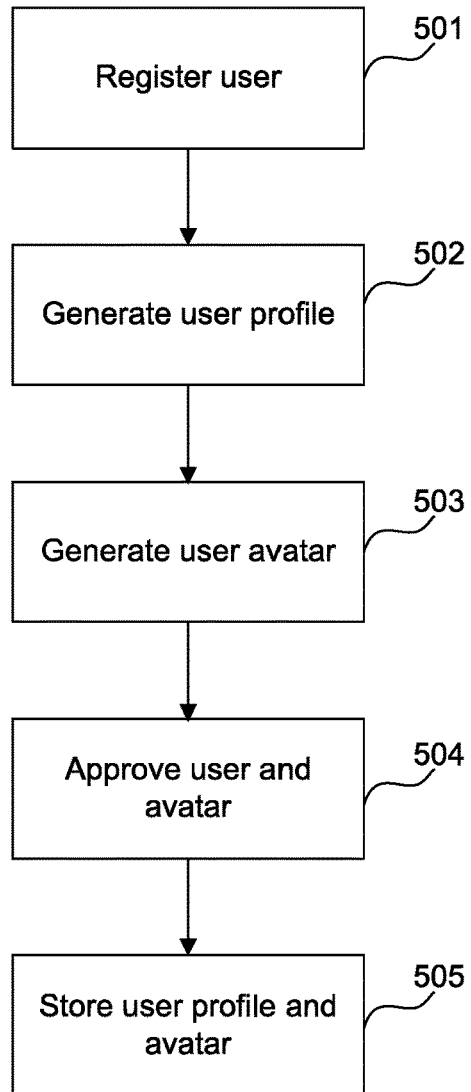 501
Register user
502
Generate user profile
503
Generate user avatar
504
Approve user and
avatar
505
Store user profile and
avatar